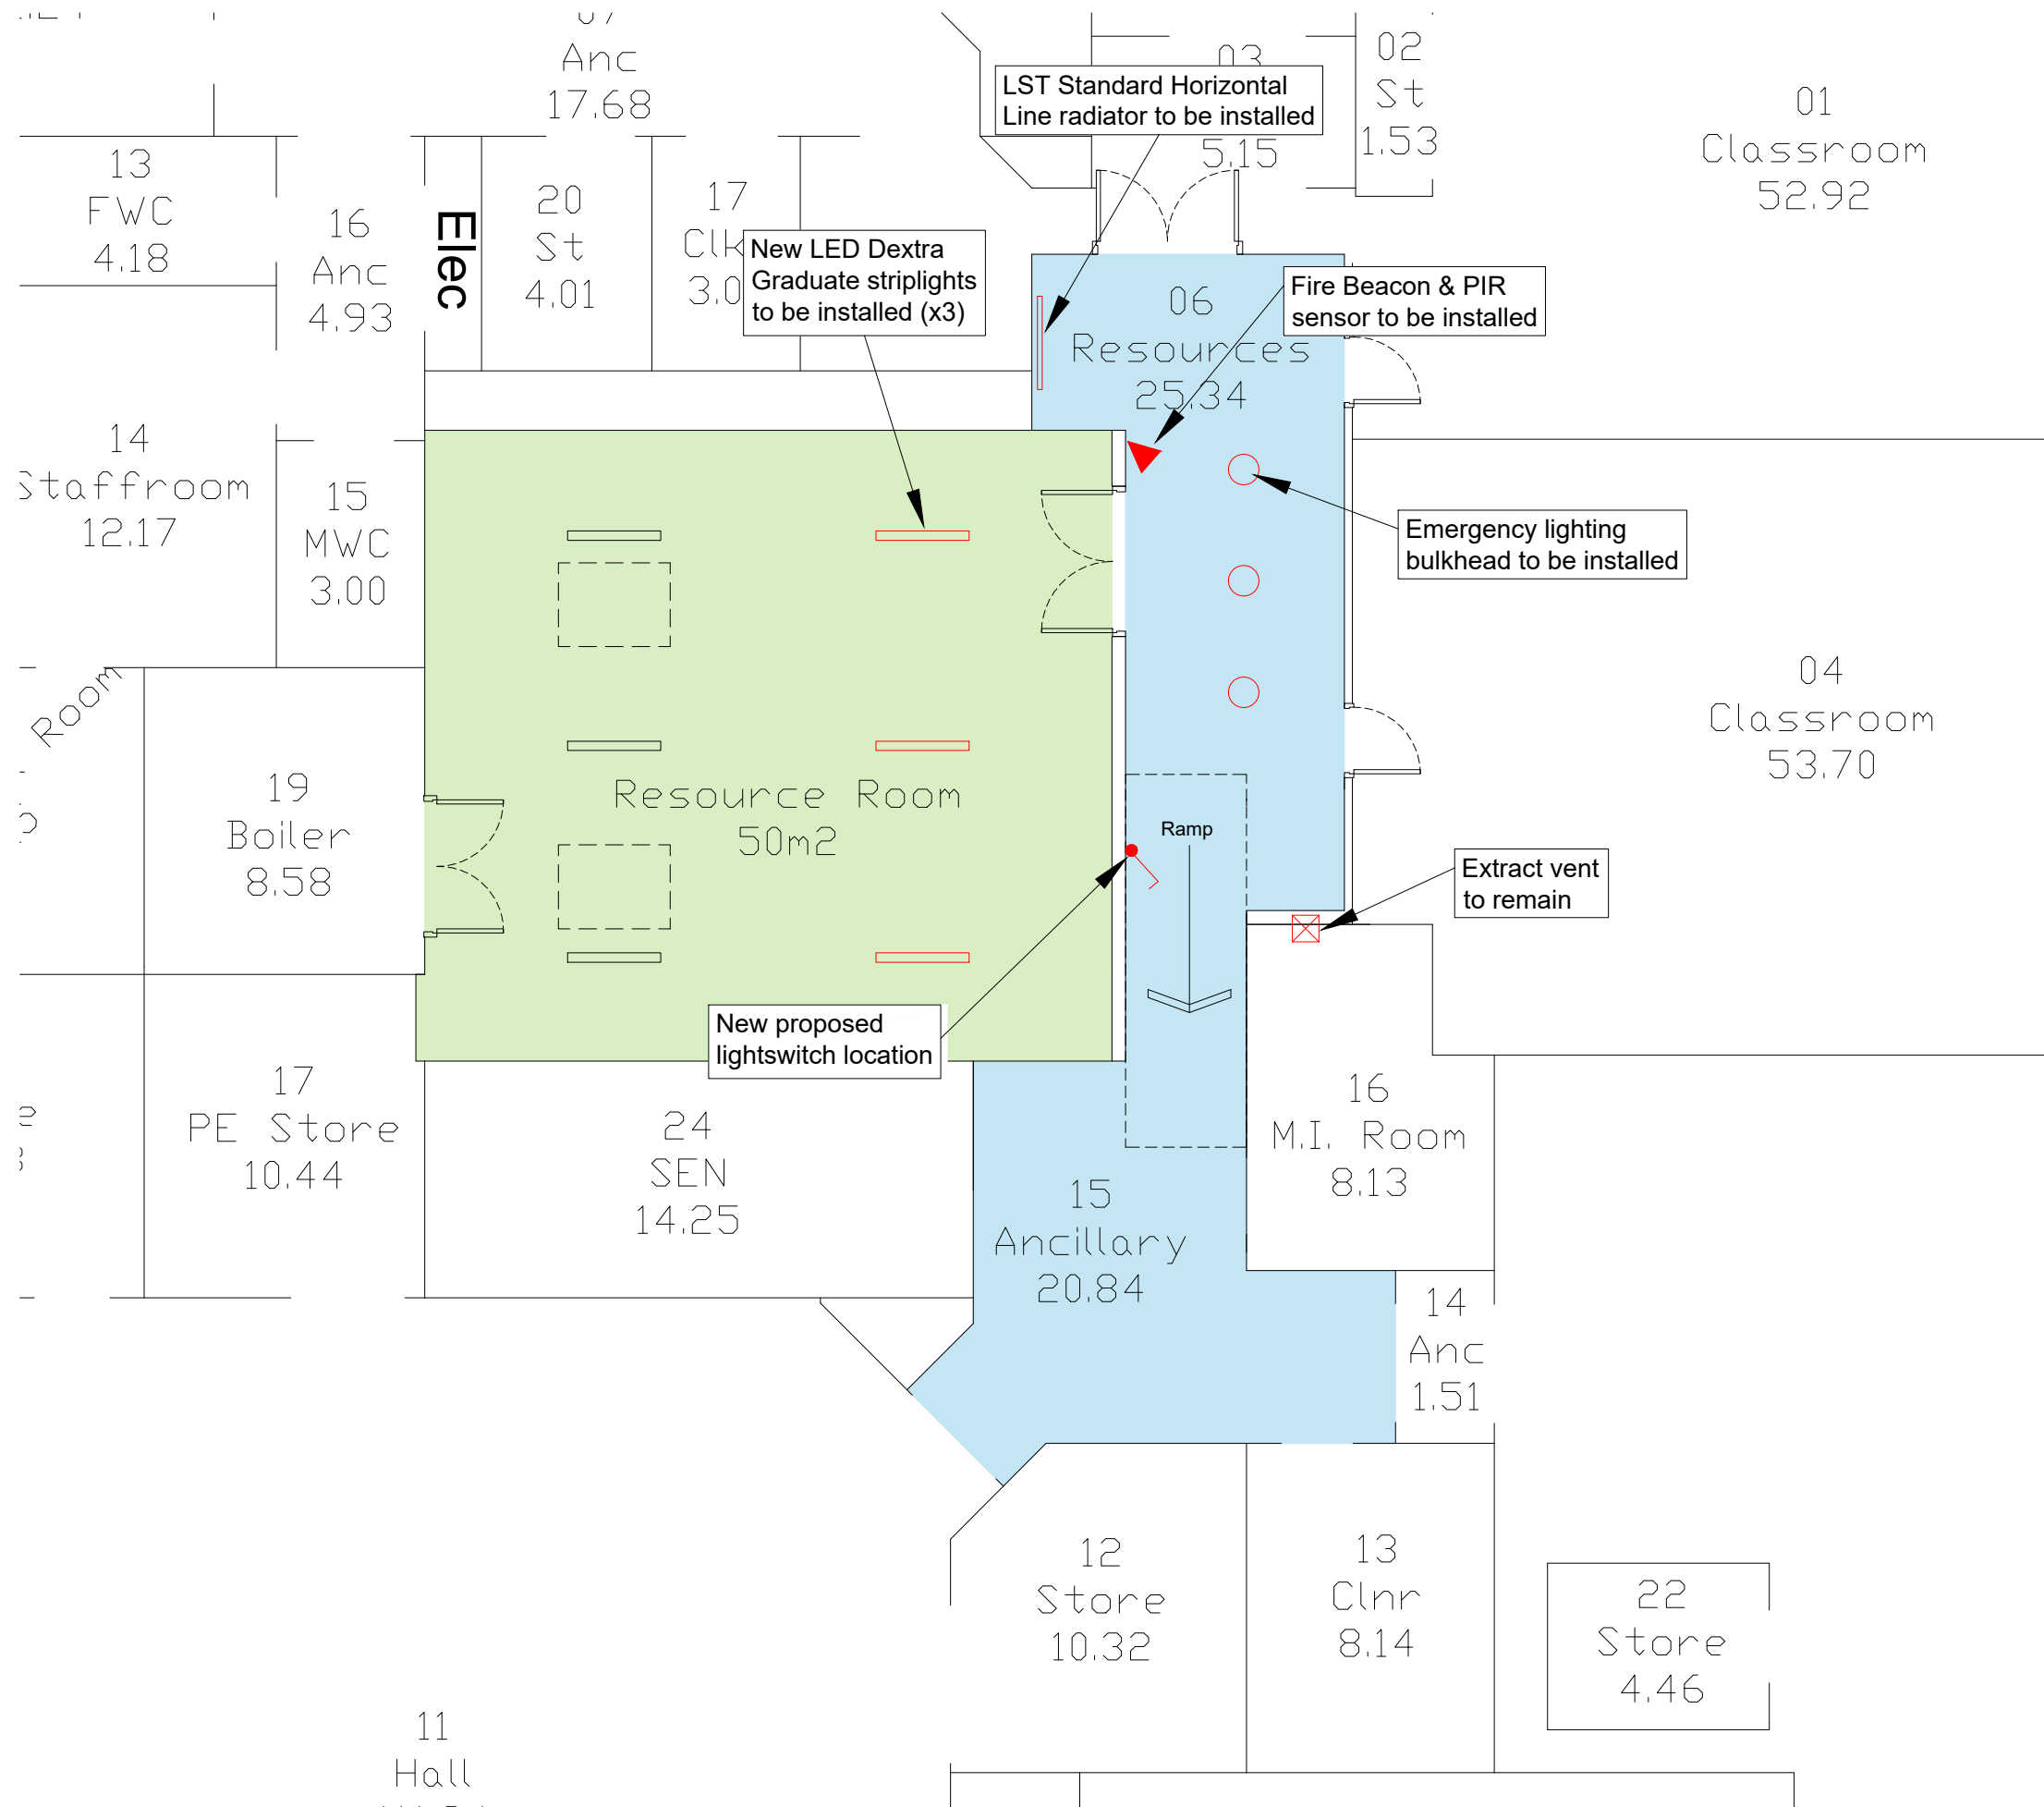 Anc
17.68
03
5.15
02
St
1.53
01
Classroom
52.92
LST Standard Horizontal
Line radiator to be installed
13
FWC
4.18
16
Anc
4.93
Elec
20
St
4.01
17
New LED Dextra
Graduate striplights
to be installed (x3)
06
Resources
25.34
Fire Beacon & PIR
sensor to be installed
14
Staffroom
12.17
15
MWC
3.00
Emergency lighting
bulkhead to be installed
Room
19
Boiler
8.58
Resource Room
50m2
Ramp
04
Classroom
53.70
Extract vent
to remain
New proposed
lightswitch location
17
PE Store
10.44
24
SEN
14.25
16
M.I. Room
8.13
15
Ancillary
20.84
14
Anc
1.51
12
Store
10.32
13
Clnr
8.14
22
Store
4.46
11
Hall